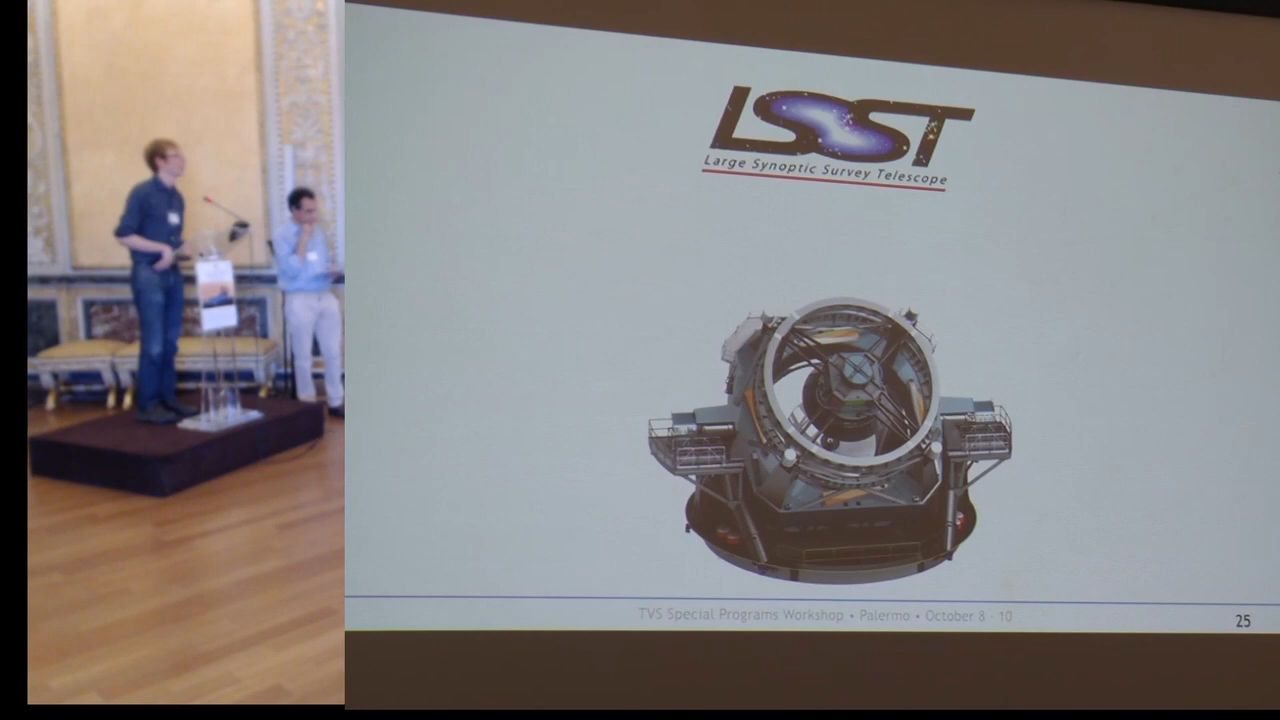 LSST
Large Synoptic Survey Telescope
TVS Special Programs Workshop • Palermo • October 8 - 10
25